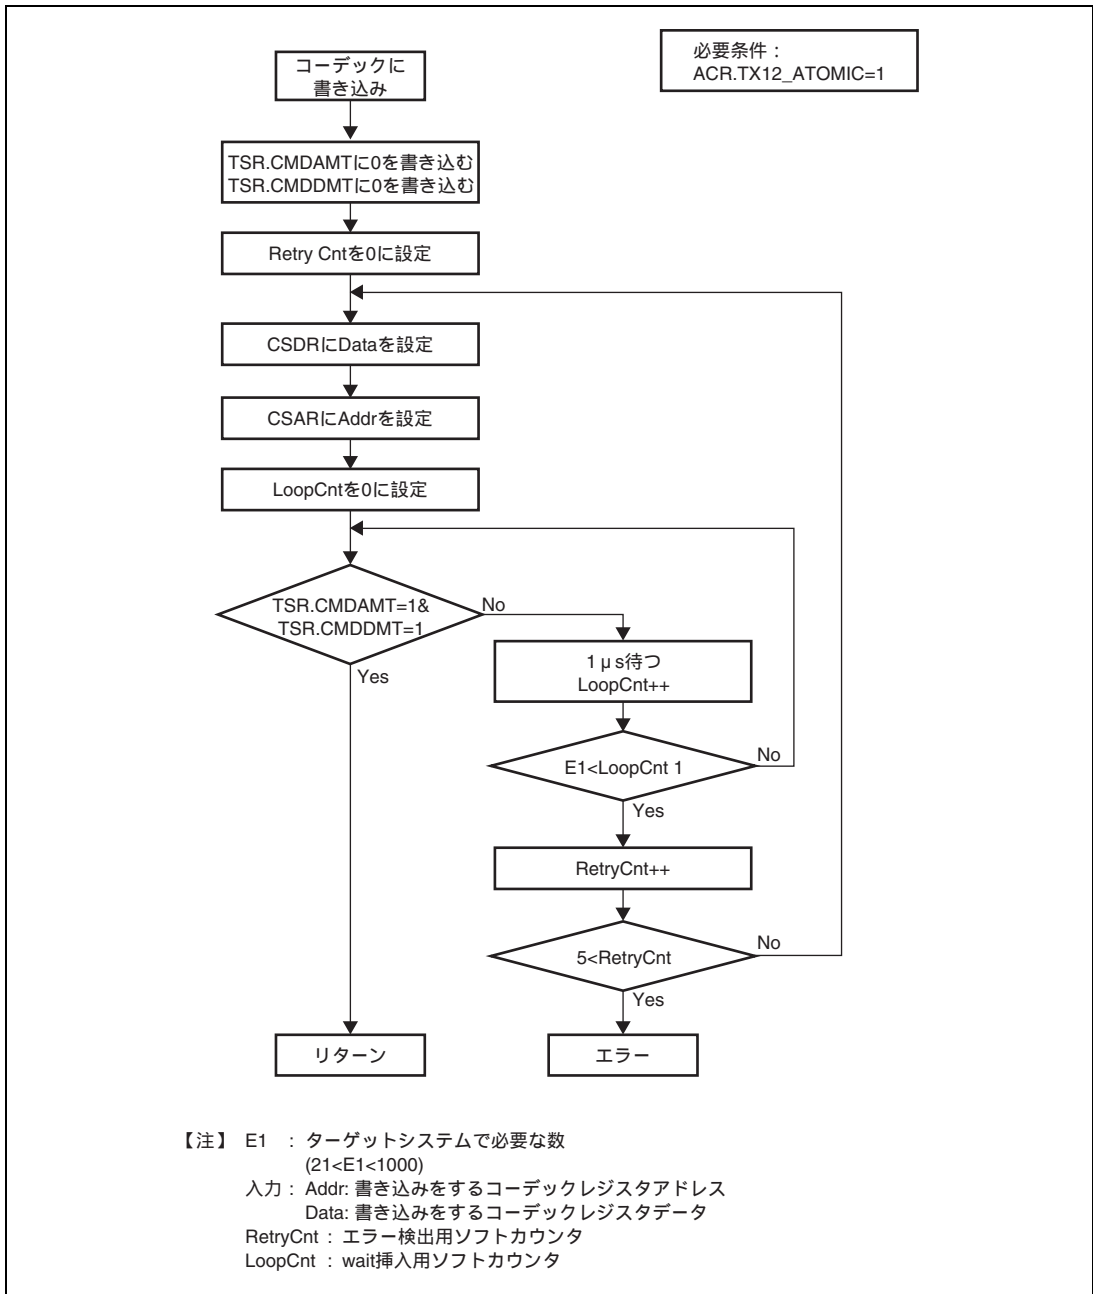 コーデックに
書き込み
必要条件：
ACR.TX12_ATOMIC=1
TSR.CMDAMTに0を書き込む
TSR.CMDDMTに0を書き込む
Retry Cntを0に設定
CSDRにDataを設定
CSARにAddrを設定
LoopCntを0に設定
TSR.CMDAMT=1&
TSR.CMDDMT=1
No
Yes
1μs待つ
LoopCnt++
E1<LoopCnt 1
No
Yes
RetryCnt++
5<RetryCnt
No
Yes
リターン
エラー
【注】 E1 ： ターゲットシステムで必要な数
(21<E1<1000)
入力： Addr: 書き込みをするコーデックレジスタアドレス
Data: 書き込みをするコーデックレジスタデータ
RetryCnt： エラー検出用ソフトカウンタ
LoopCnt ： wait挿入用ソフトカウンタ